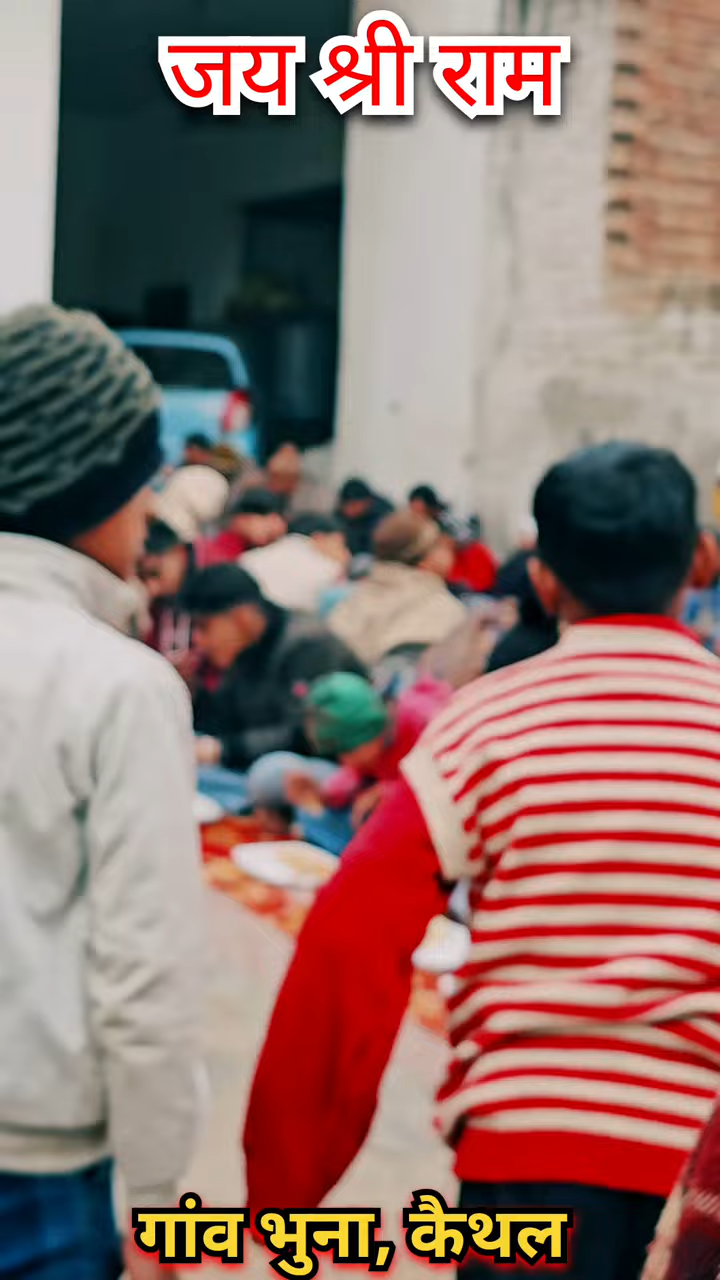 जय श्री राम
गांव भुना, कैथल